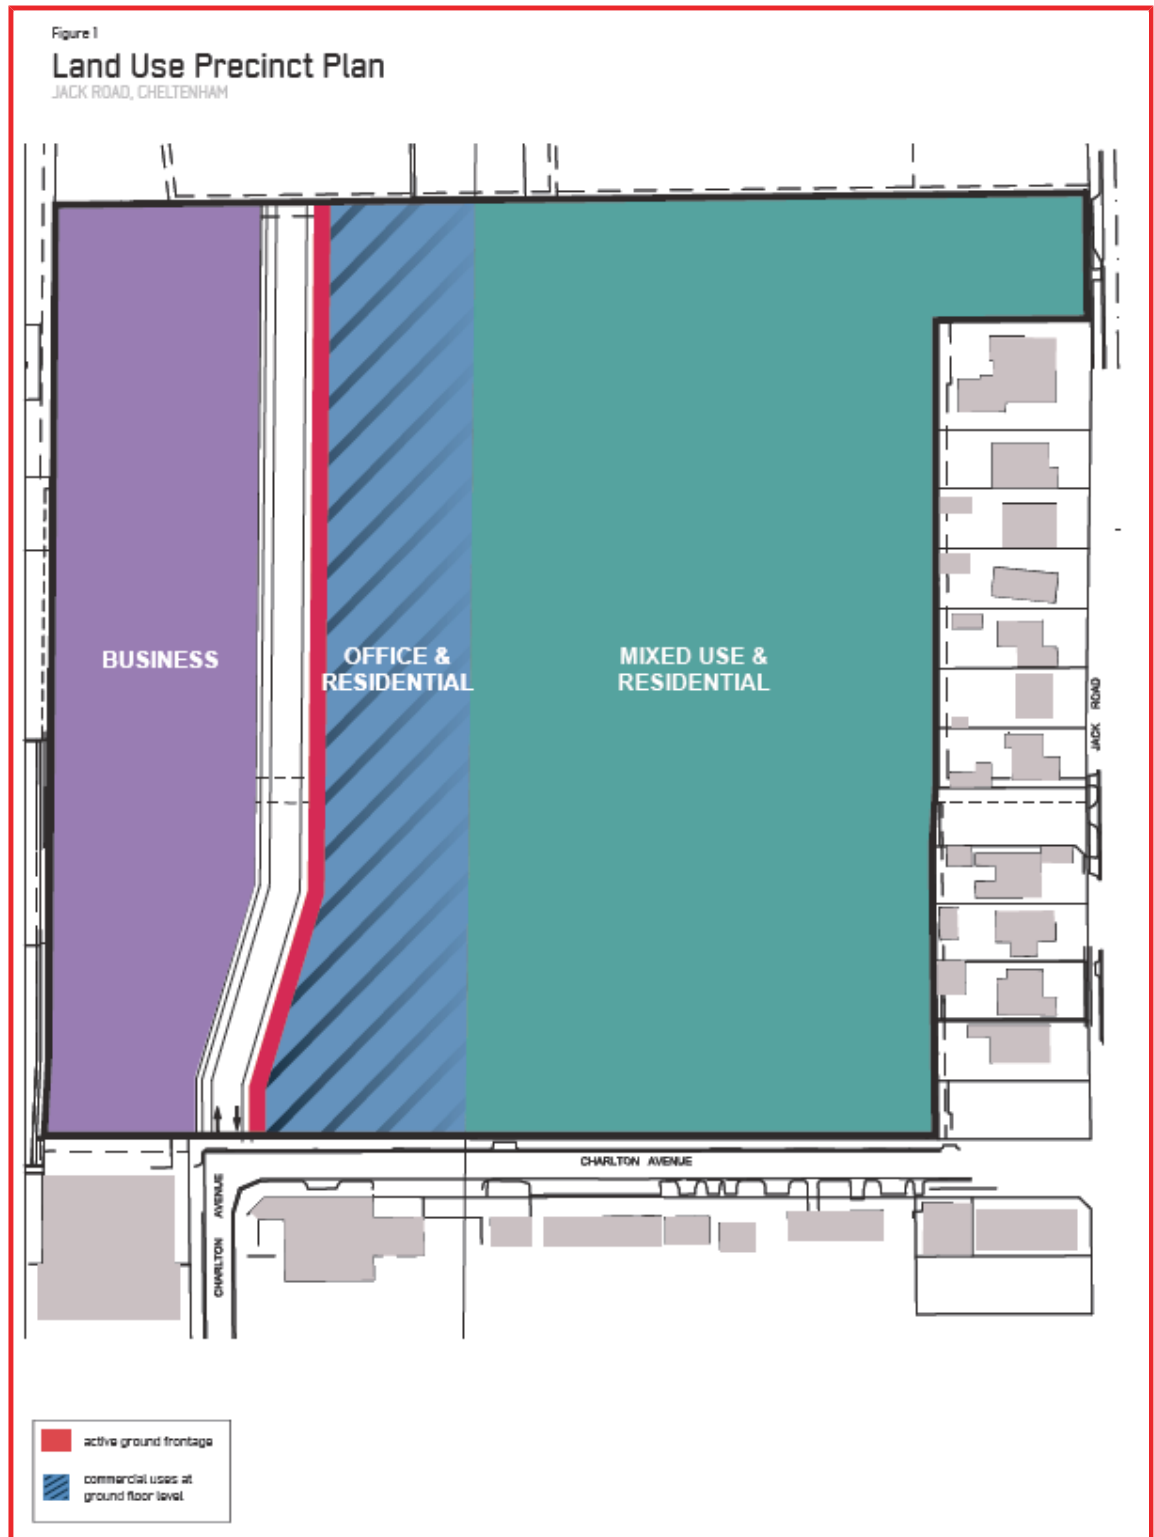 Figure 1
Land Use Precinct Plan
JACK ROAD, CHELTENHAM
BUSINESS
OFFICE &
RESIDENTIAL
MIXED USE &
RESIDENTIAL
JACK ROAD
CHARLTON AVENUE
CHARLTON AVENUE
active ground frontage
commercial uses at
ground floor level